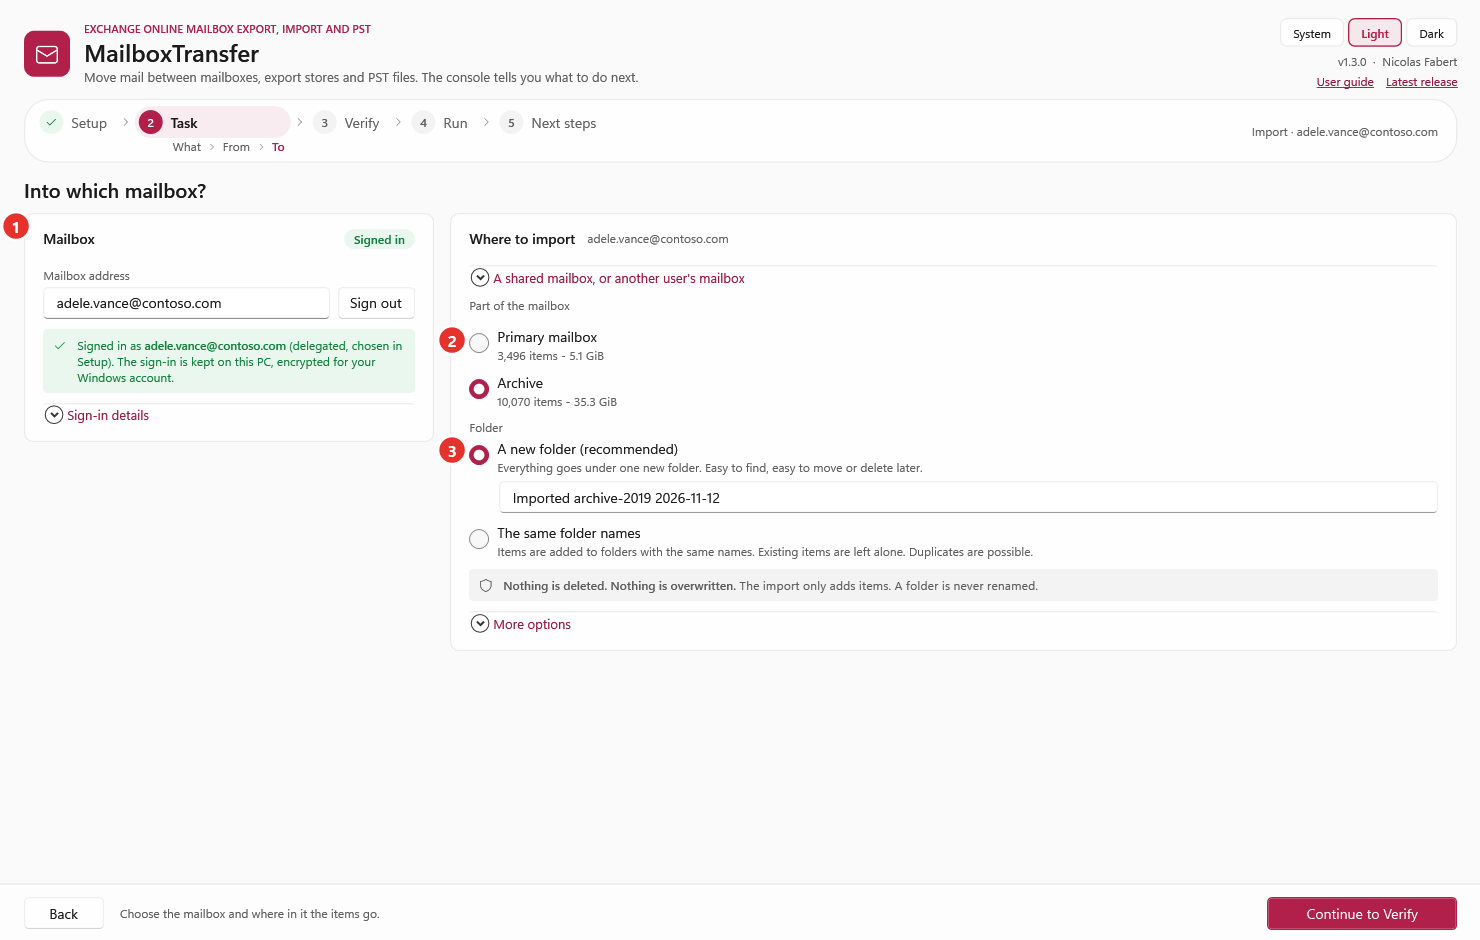 EXCHANGE ONLINE MAILBOX EXPORT, IMPORT AND PST
MailboxTransfer
Move mail between mailboxes, export stores and PST files. The console tells you what to do next.
System
Light
Dark
v1.3.0 · Nicolas Fabert
User guide
Latest release
Setup
2
Task
3
Verify
4
Run
5
Next steps
What
From
To
Import · adele.vance@contoso.com
Into which mailbox?
1
Mailbox
Signed in
Mailbox address
adele.vance@contoso.com
Sign out
Signed in as adele.vance@contoso.com (delegated, chosen in
Setup). The sign-in is kept on this PC, encrypted for your
Windows account.
Sign-in details
Where to import
adele.vance@contoso.com
A shared mailbox, or another user's mailbox
Part of the mailbox
2
Primary mailbox
3,496 items - 5.1 GiB
Archive
10,070 items - 35.3 GiB
Folder
3
A new folder (recommended)
Everything goes under one new folder. Easy to find, easy to move or delete later.
Imported archive-2019 2026-11-12
The same folder names
Items are added to folders with the same names. Existing items are left alone. Duplicates are possible.
Nothing is deleted. Nothing is overwritten. The import only adds items. A folder is never renamed.
More options
Back
Choose the mailbox and where in it the items go.
Continue to Verify